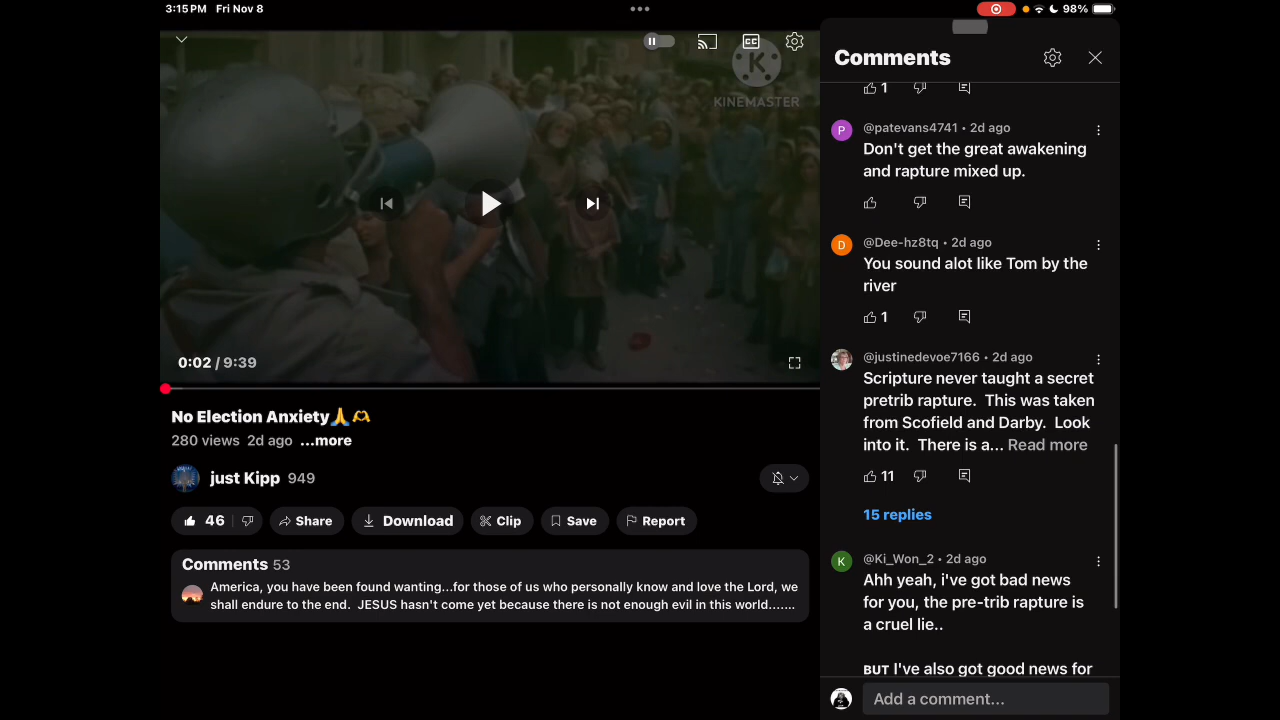 3:15 PM Fri Nov 8
98%
CC
K
KINEMASTER
0:02 / 9:39
No Election Anxiety🙏🫶
280 views 2d ago ...more
just Kipp 949
46 Share Download Clip Save Report
Comments 53
America, you have been found wanting...for those of us who personally know and love the Lord, we
shall endure to the end. JESUS hasn't come yet because there is not enough evil in this world.......
Comments
1
P
@patevans4741 • 2d ago
Don't get the great awakening
and rapture mixed up.
D
@Dee-hz8tq • 2d ago
You sound alot like Tom by the
river
1
@justinedevoe7166 • 2d ago
Scripture never taught a secret
pretrib rapture. This was taken
from Scofield and Darby. Look
into it. There is a... Read more
11
15 replies
K
@Ki_Won_2 • 2d ago
Ahh yeah, i've got bad news
for you, the pre-trib rapture is
a cruel lie..
BUT I've also got good news for
Add a comment...